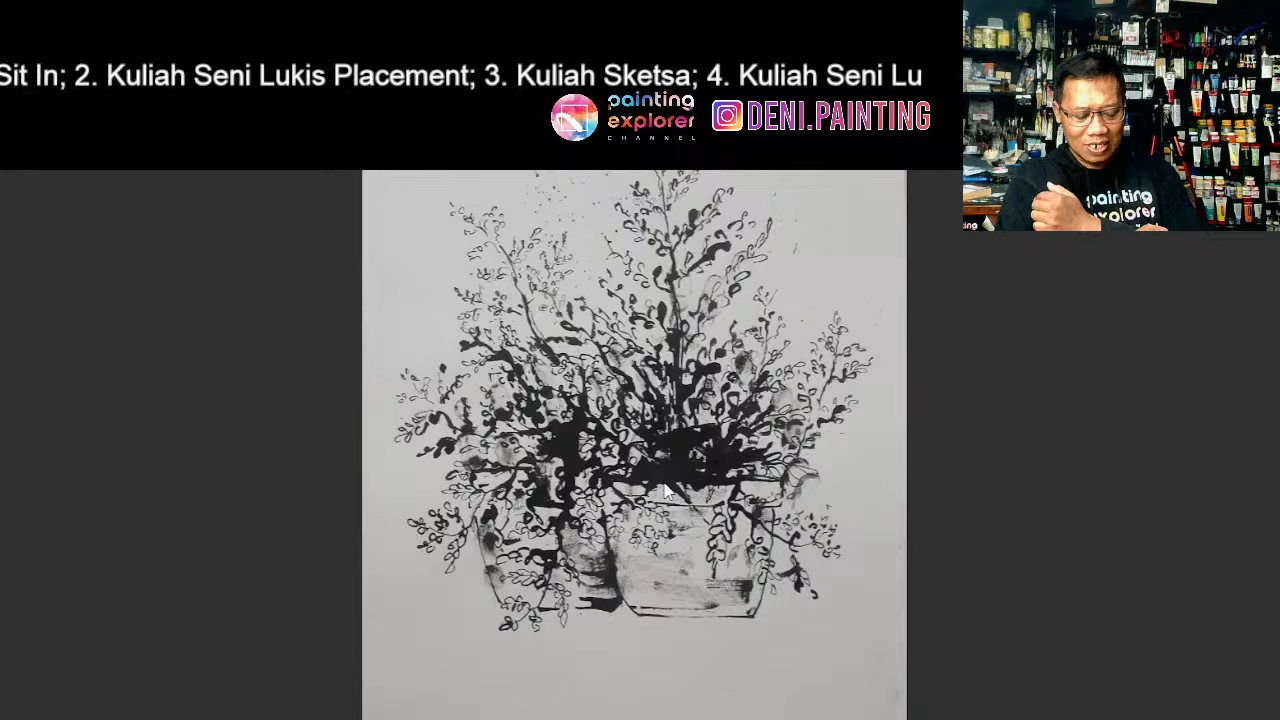 Sit In; 2. Kuliah Seni Lukis Placement; 3. Kuliah Sketsa; 4. Kuliah Seni Lu
painting
explorer
CHANNEL
DENI.PAINTING
painting
explorer